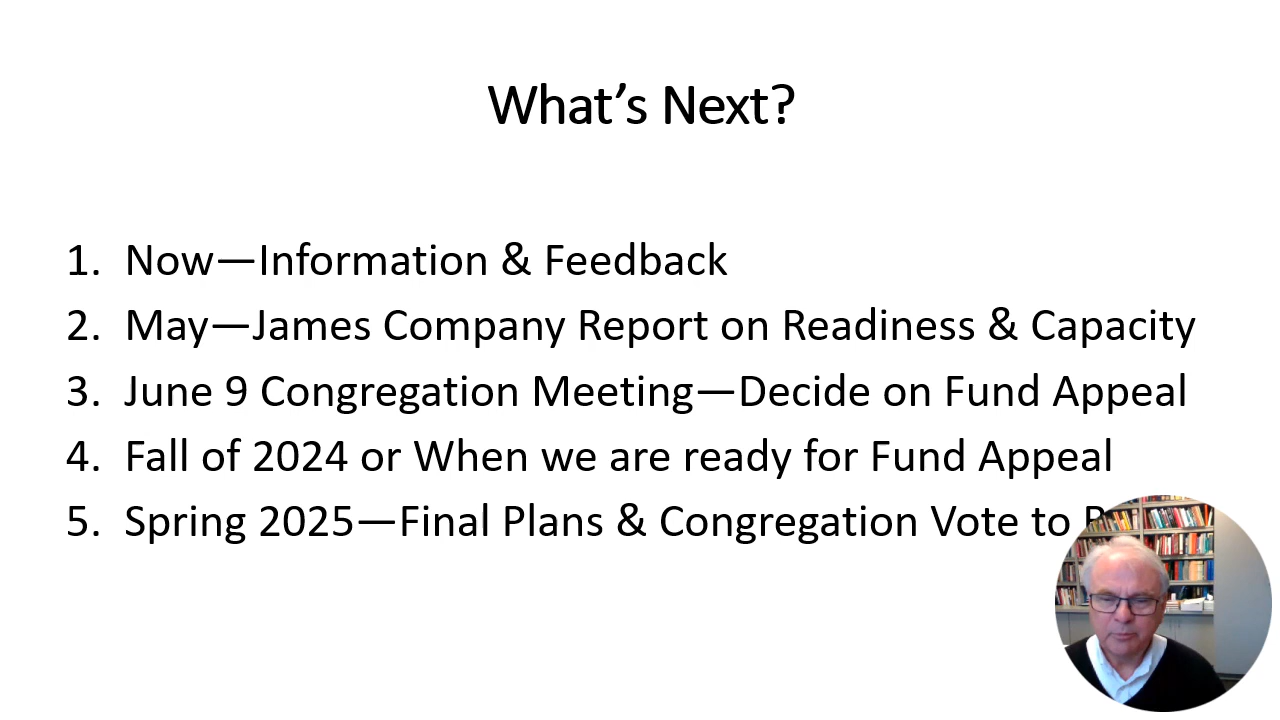 What’s Next?
1. Now—Information & Feedback
2. May—James Company Report on Readiness & Capacity
3. June 9 Congregation Meeting—Decide on Fund Appeal
4. Fall of 2024 or When we are ready for Fund Appeal
5. Spring 2025—Final Plans & Congregation Vote to